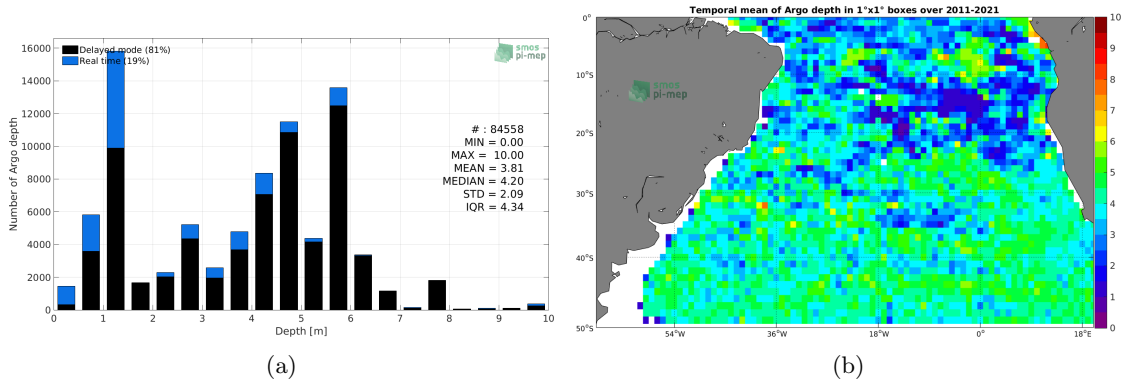 Delayed mode (81%)
Real time (19%)
smos
pi-mep
# : 84558
MIN = 0.00
MAX = 10.00
MEAN = 3.81
MEDIAN = 4.20
STD = 2.09
IQR = 4.34
Number of Argo depth
16000
14000
12000
10000
8000
6000
4000
2000
0
0 1 2 3 4 5 6 7 8 9 10
Depth [m]
(a)
Temporal mean of Argo depth in 1°x1° boxes over 2011-2021
smos
pi-mep
0°
10°S
20°S
30°S
40°S
50°S
54°W 36°W 18°W 0° 18°E
10
9
8
7
6
5
4
3
2
1
0
(b)